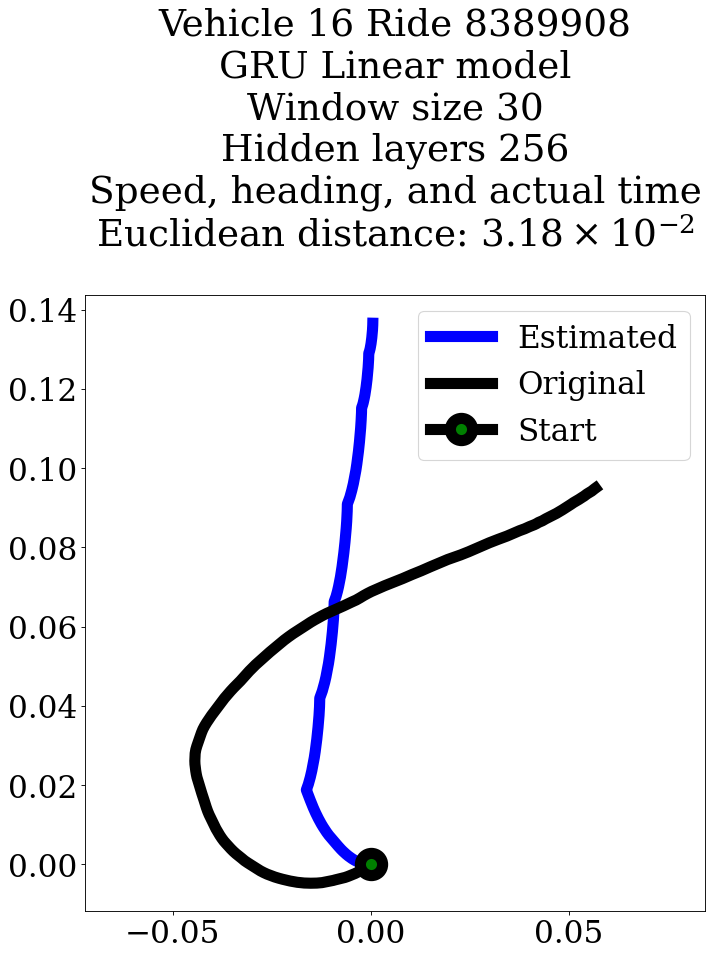 Vehicle 16 Ride 8389908
GRU Linear model
Window size 30
Hidden layers 256
Speed, heading, and actual time
Euclidean distance: 3.18 × 10⁻²
0.14
0.12
0.10
0.08
0.06
0.04
0.02
0.00
Estimated
Original
Start
−0.05
0.00
0.05